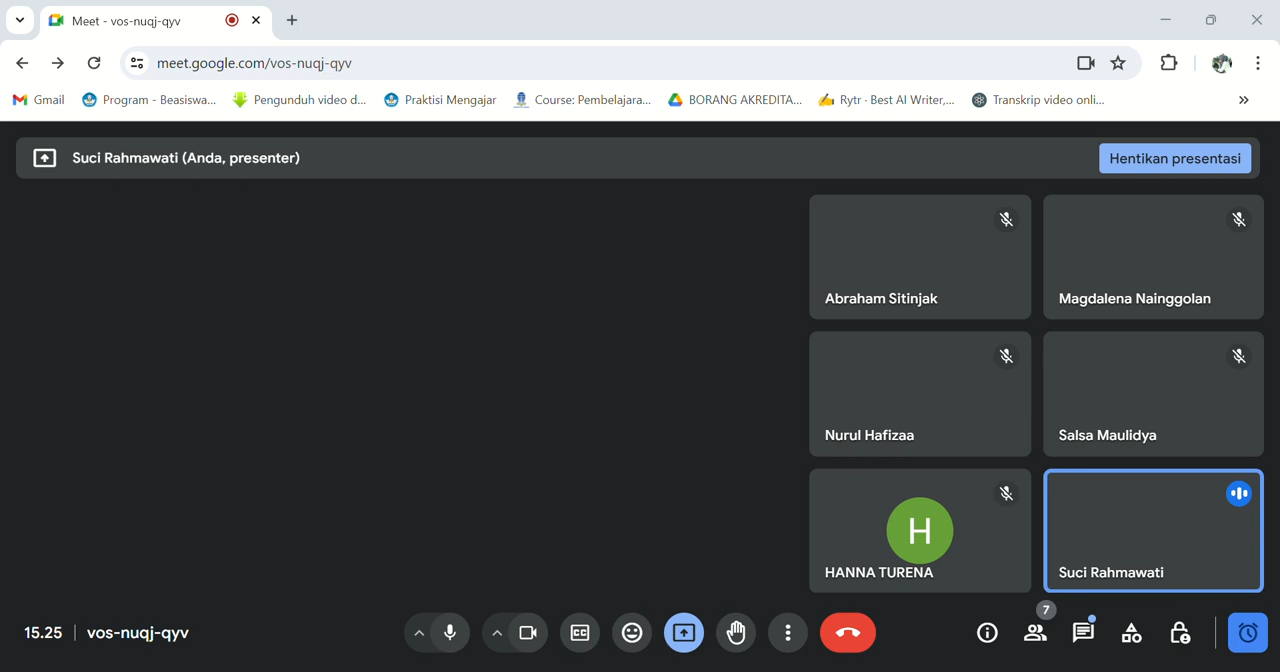 Meet - vos-nuqj-qyv
meet.google.com/vos-nuqj-qyv
Gmail
Program - Beasiswa...
Pengunduh video d...
Praktisi Mengajar
Course: Pembelajara...
BORANG AKREDITA...
Rytr - Best AI Writer,...
Transkrip video onli...
Suci Rahmawati (Anda, presenter)
Hentikan presentasi
Abraham Sitinjak
Magdalena Nainggolan
Nurul Hafizaa
Salsa Maulidya
H
HANNA TURENA
Suci Rahmawati
15.25 | vos-nuqj-qyv
CC
7